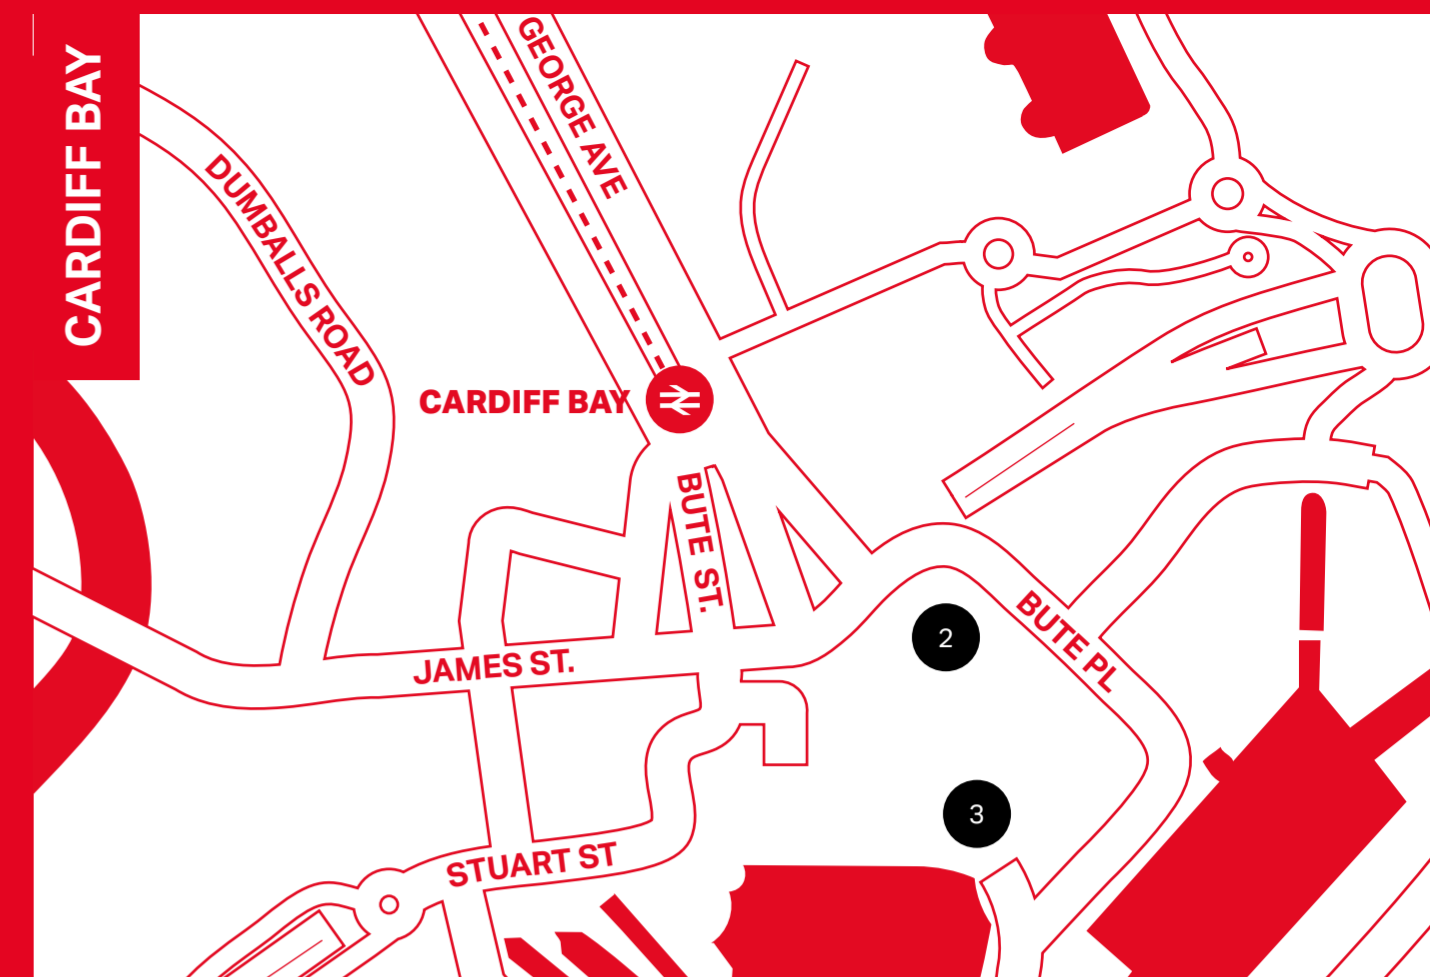 CARDIFF BAY
GEORGE AVE
DUMBALLS ROAD
CARDIFF BAY
BUTE ST.
BUTE PL
2
JAMES ST.
3
STUART ST